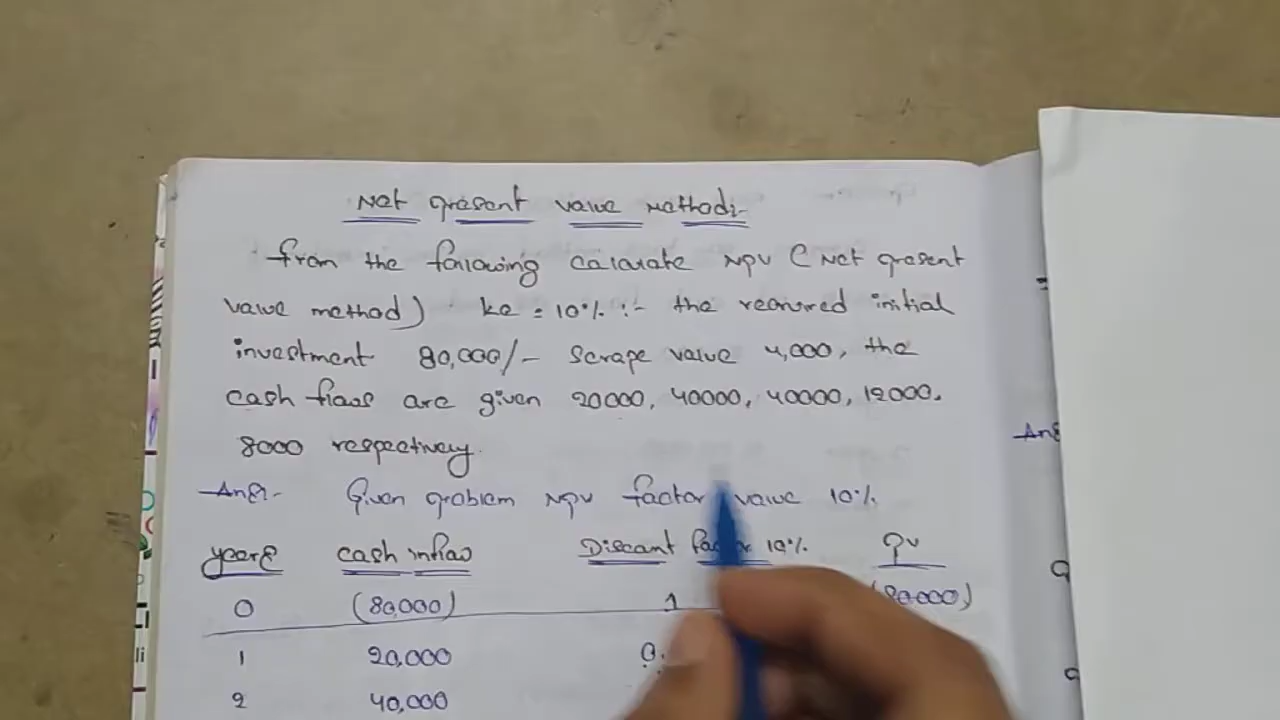 Net present value method:-
From the following calculate NPV (Net present
value method) ke = 10% :- the required initial
investment 80,000/- Scrape value 4,000, the
cash flows are given 20000, 40000, 40000, 12000,
8000 respectively.
Ans:- Given problem NPV factor value 10%
years cash inflow Discount factor 10% PV
0 (80,000) 1 (80,000)
1 20,000 0.
2 40,000
Ans